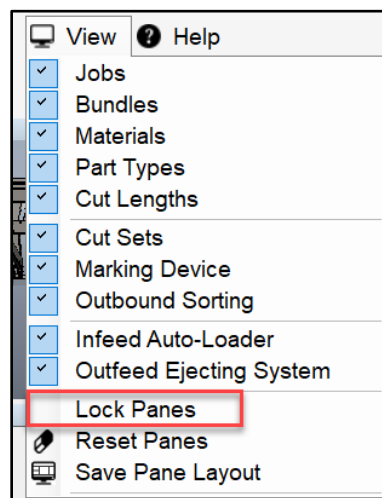 View Help
Jobs
Bundles
Materials
Part Types
Cut Lengths
Cut Sets
Marking Device
Outbound Sorting
Infeed Auto-Loader
Outfeed Ejecting System
Lock Panes
Reset Panes
Save Pane Layout